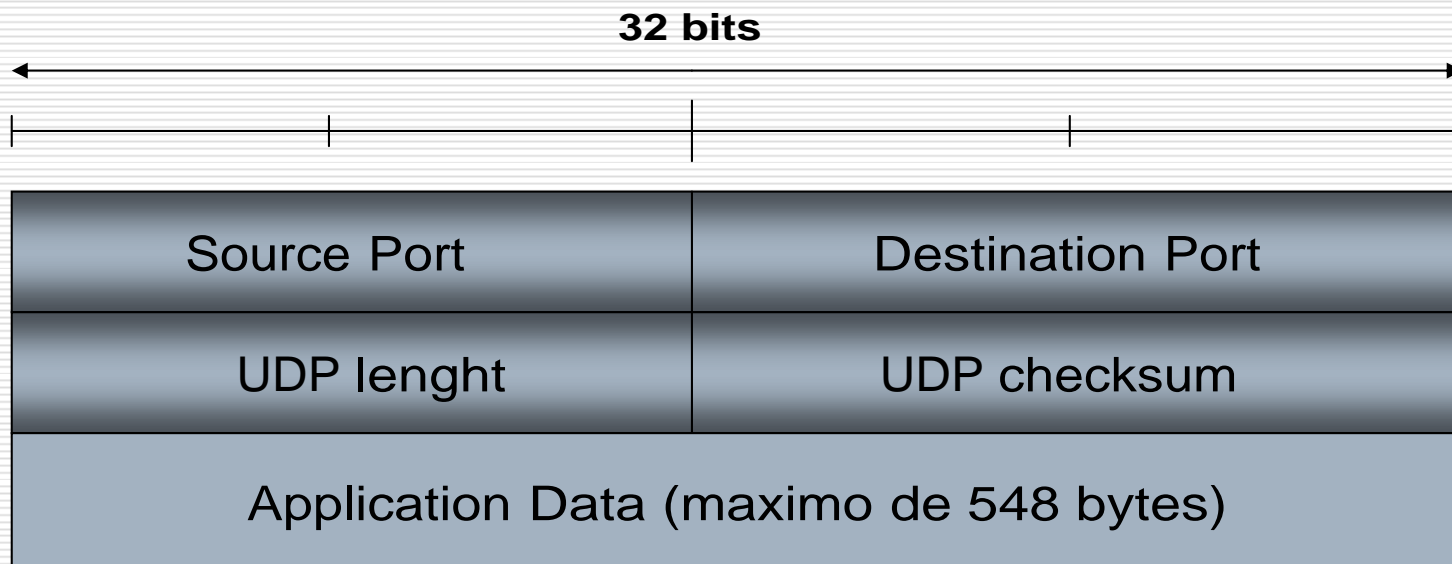 32 bits
Source Port
Destination Port
UDP lenght
UDP checksum
Application Data (maximo de 548 bytes)